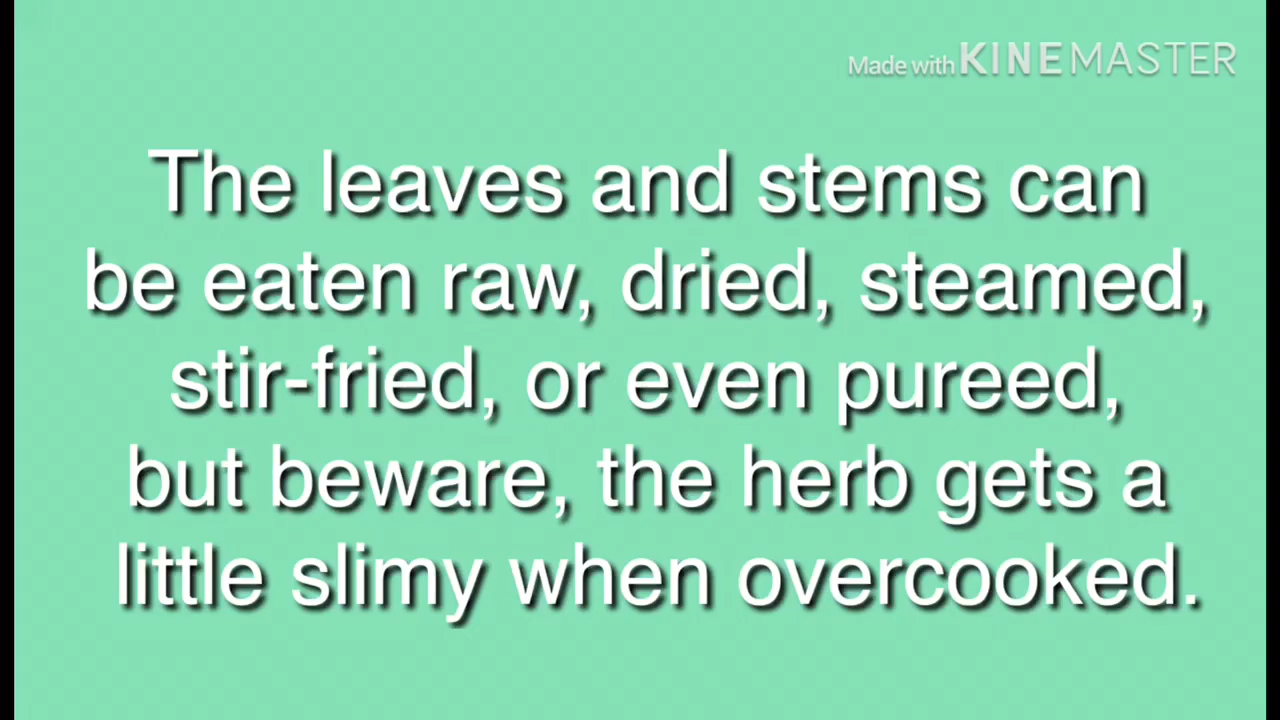 Made with KINEMASTER
The leaves and stems can
be eaten raw, dried, steamed,
stir-fried, or even pureed,
but beware, the herb gets a
little slimy when overcooked.